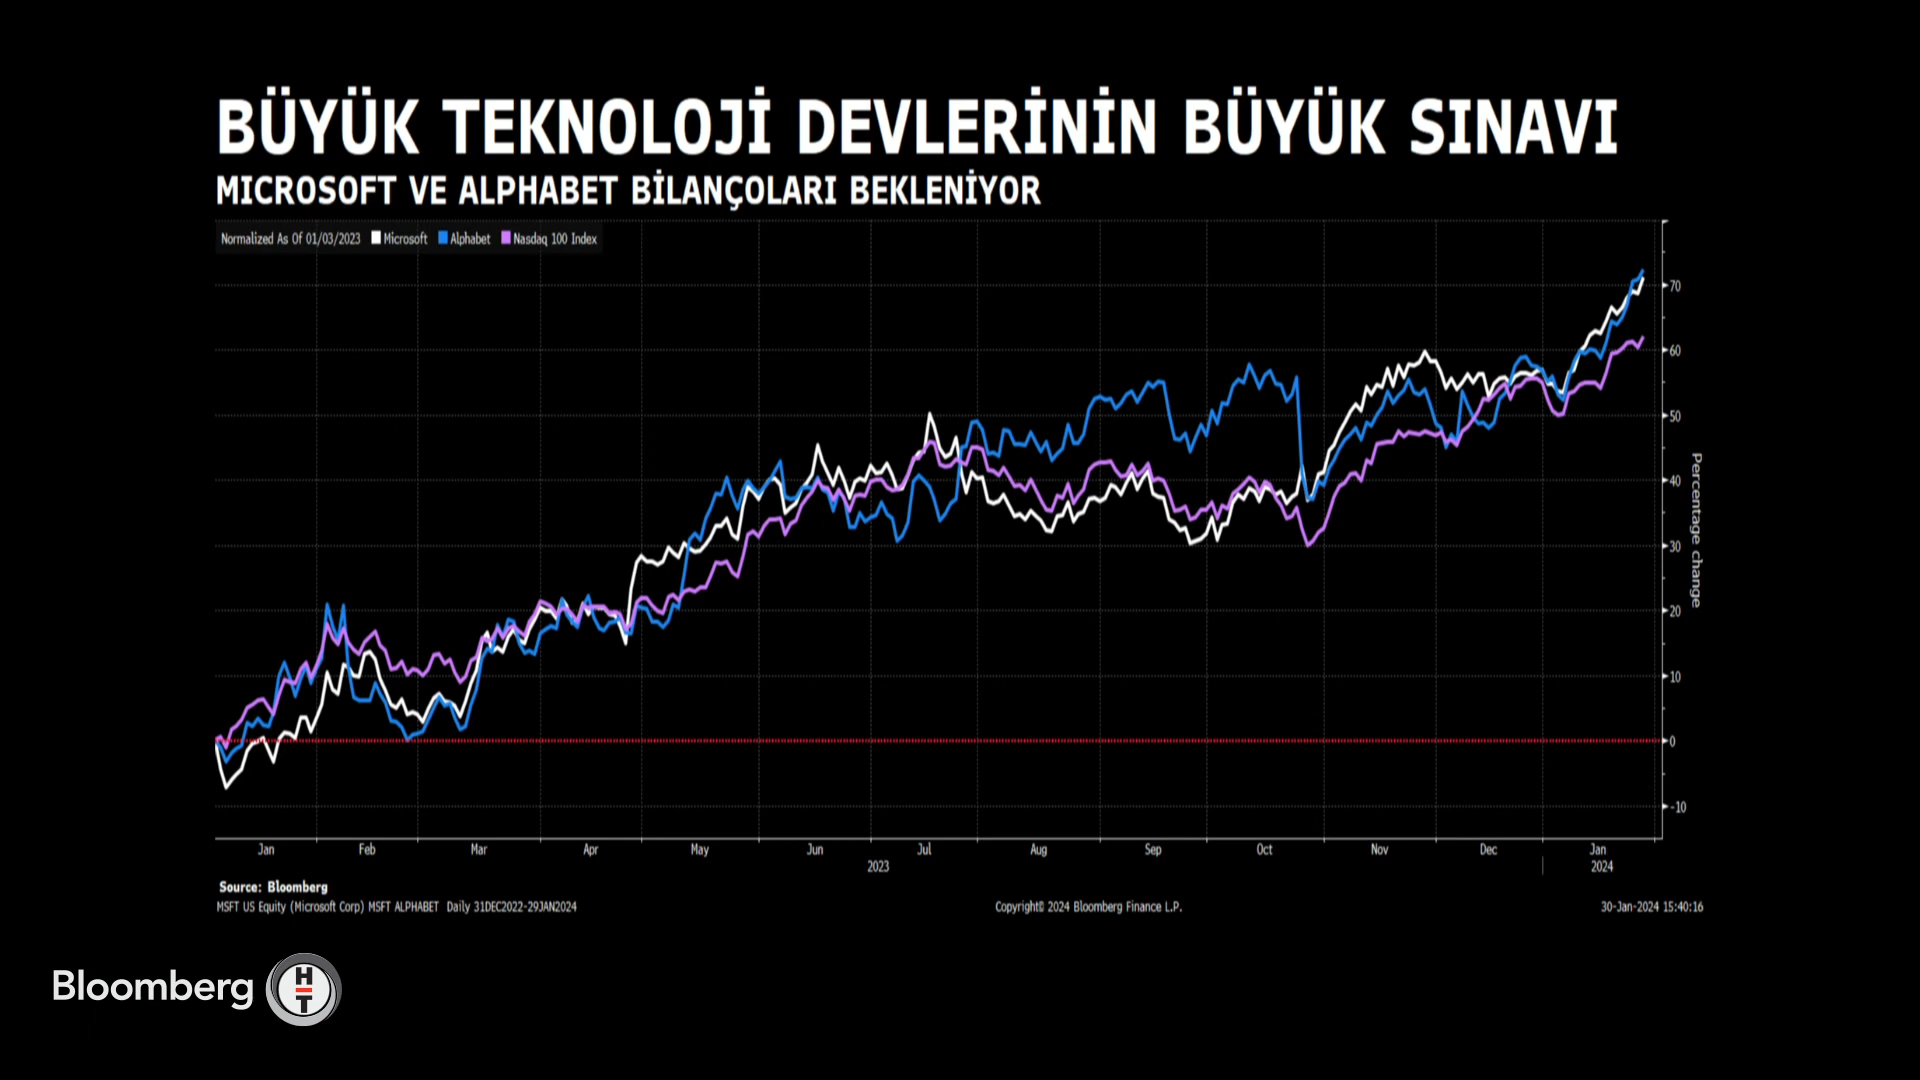 BÜYÜK TEKNOLOJİ DEVLERİNİN BÜYÜK SINAVI
MICROSOFT VE ALPHABET BİLANÇOLARI BEKLENİYOR
Normalized As Of 01/03/2023 Microsoft Alphabet Nasdaq 100 Index
70
60
50
40
30
20
10
0
-10
Percentage change
Jan Feb Mar Apr May Jun Jul Aug Sep Oct Nov Dec Jan
2023 2024
Source: Bloomberg
MSFT US Equity (Microsoft Corp) MSFT ALPHABET Daily 31DEC2022-29JAN2024 Copyright© 2024 Bloomberg Finance L.P. 30-Jan-2024 15:40:16
Bloomberg HT